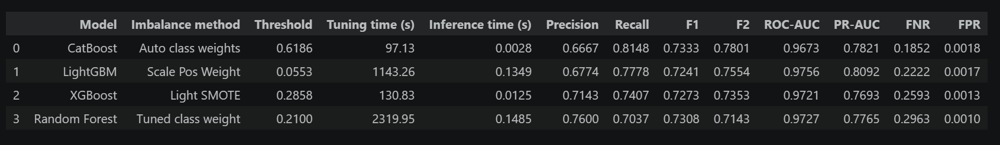 Model Imbalance method Threshold Tuning time (s) Inference time (s) Precision Recall F1 F2 ROC-AUC PR-AUC FNR FPR
0 CatBoost Auto class weights 0.6186 97.13 0.0028 0.6667 0.8148 0.7333 0.7801 0.9673 0.7821 0.1852 0.0018
1 LightGBM Scale Pos Weight 0.0553 1143.26 0.1349 0.6774 0.7778 0.7241 0.7554 0.9756 0.8092 0.2222 0.0017
2 XGBoost Light SMOTE 0.2858 130.83 0.0125 0.7143 0.7407 0.7273 0.7353 0.9721 0.7693 0.2593 0.0013
3 Random Forest Tuned class weight 0.2100 2319.95 0.1485 0.7600 0.7037 0.7308 0.7143 0.9727 0.7765 0.2963 0.0010